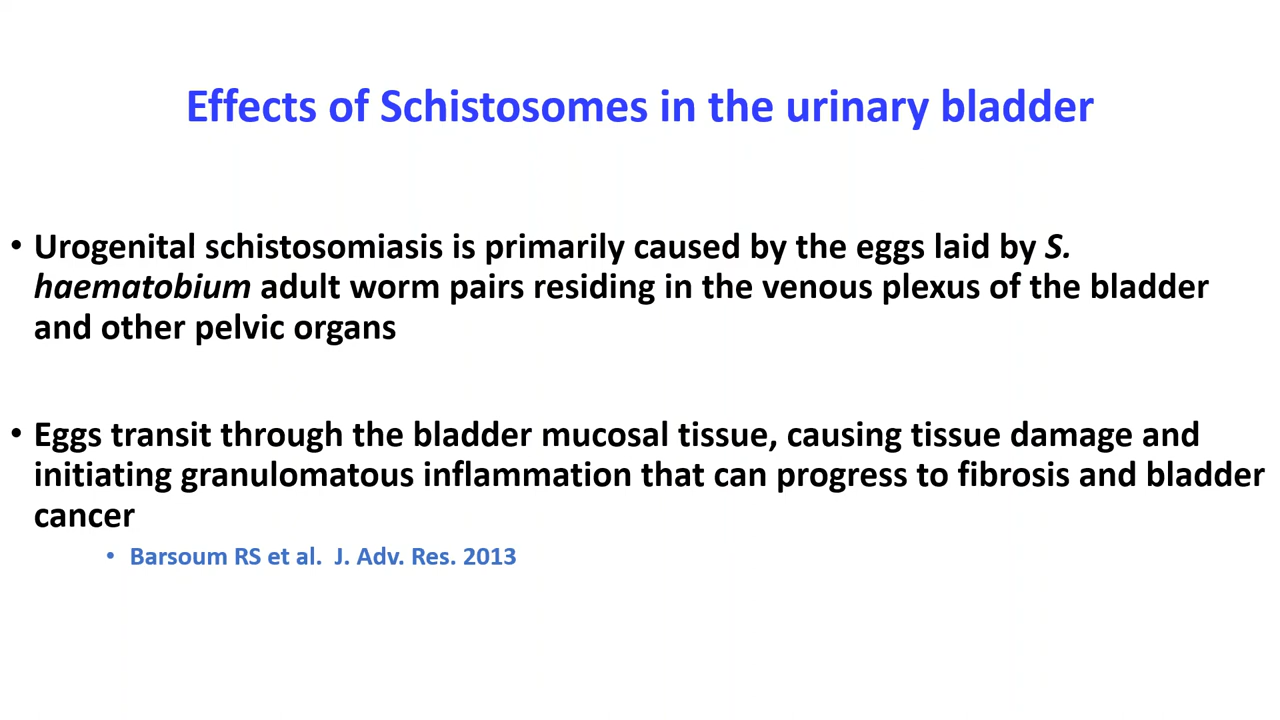 Effects of Schistosomes in the urinary bladder
• Urogenital schistosomiasis is primarily caused by the eggs laid by S.
haematobium adult worm pairs residing in the venous plexus of the bladder
and other pelvic organs
• Eggs transit through the bladder mucosal tissue, causing tissue damage and
initiating granulomatous inflammation that can progress to fibrosis and bladder
cancer
• Barsoum RS et al.  J. Adv. Res. 2013